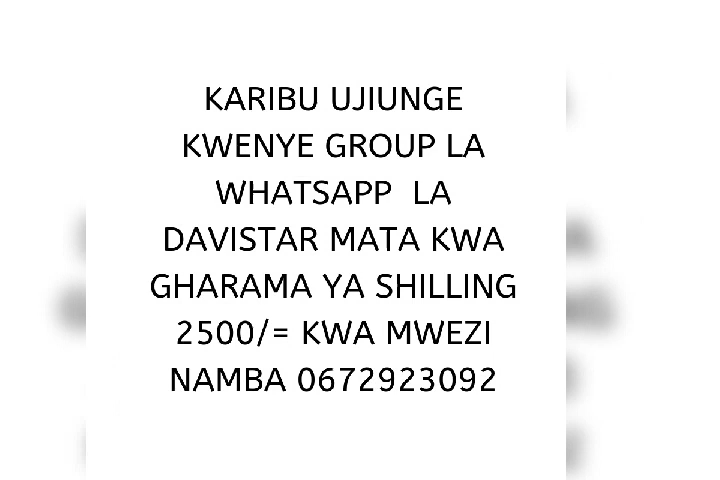 KARIBU UJIUNGE
KWENYE GROUP LA
WHATSAPP LA
DAVISTAR MATA KWA
GHARAMA YA SHILLING
2500/= KWA MWEZI
NAMBA 0672923092